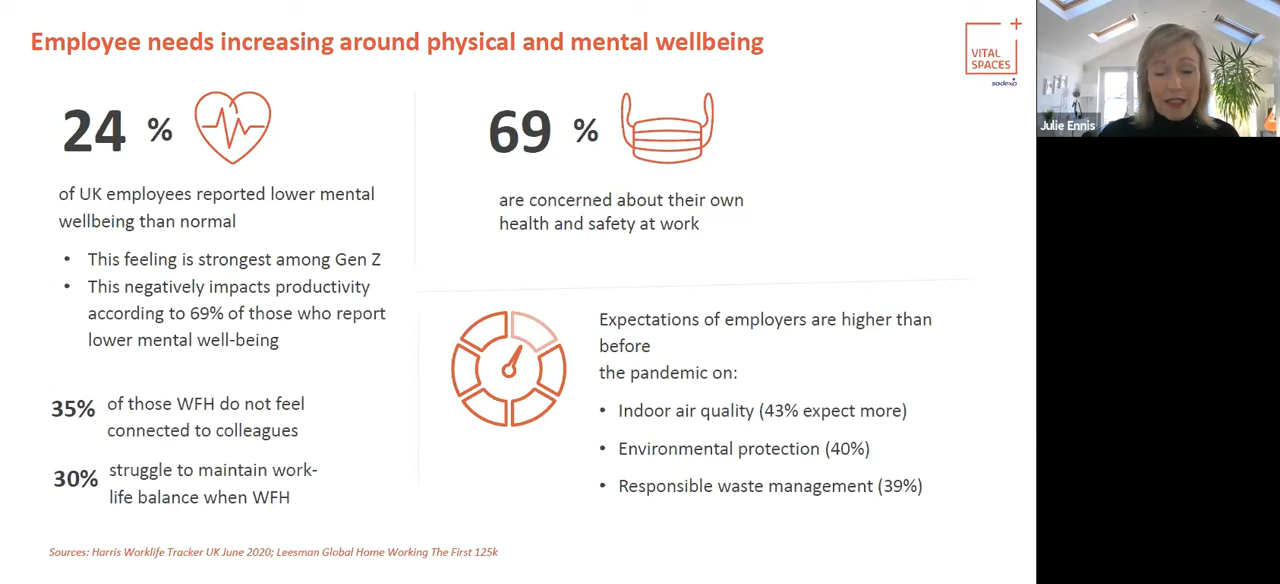 Employee needs increasing around physical and mental wellbeing
VITAL
SPACES
sodexo
24 %
of UK employees reported lower mental
wellbeing than normal
• This feeling is strongest among Gen Z
• This negatively impacts productivity
according to 69% of those who report
lower mental well-being
35% of those WFH do not feel
connected to colleagues
30% struggle to maintain work-
life balance when WFH
69 %
are concerned about their own
health and safety at work
Expectations of employers are higher than
before
the pandemic on:
• Indoor air quality (43% expect more)
• Environmental protection (40%)
• Responsible waste management (39%)
Sources: Harris Worklife Tracker UK June 2020; Leesman Global Home Working The First 125k
Julie Ennis